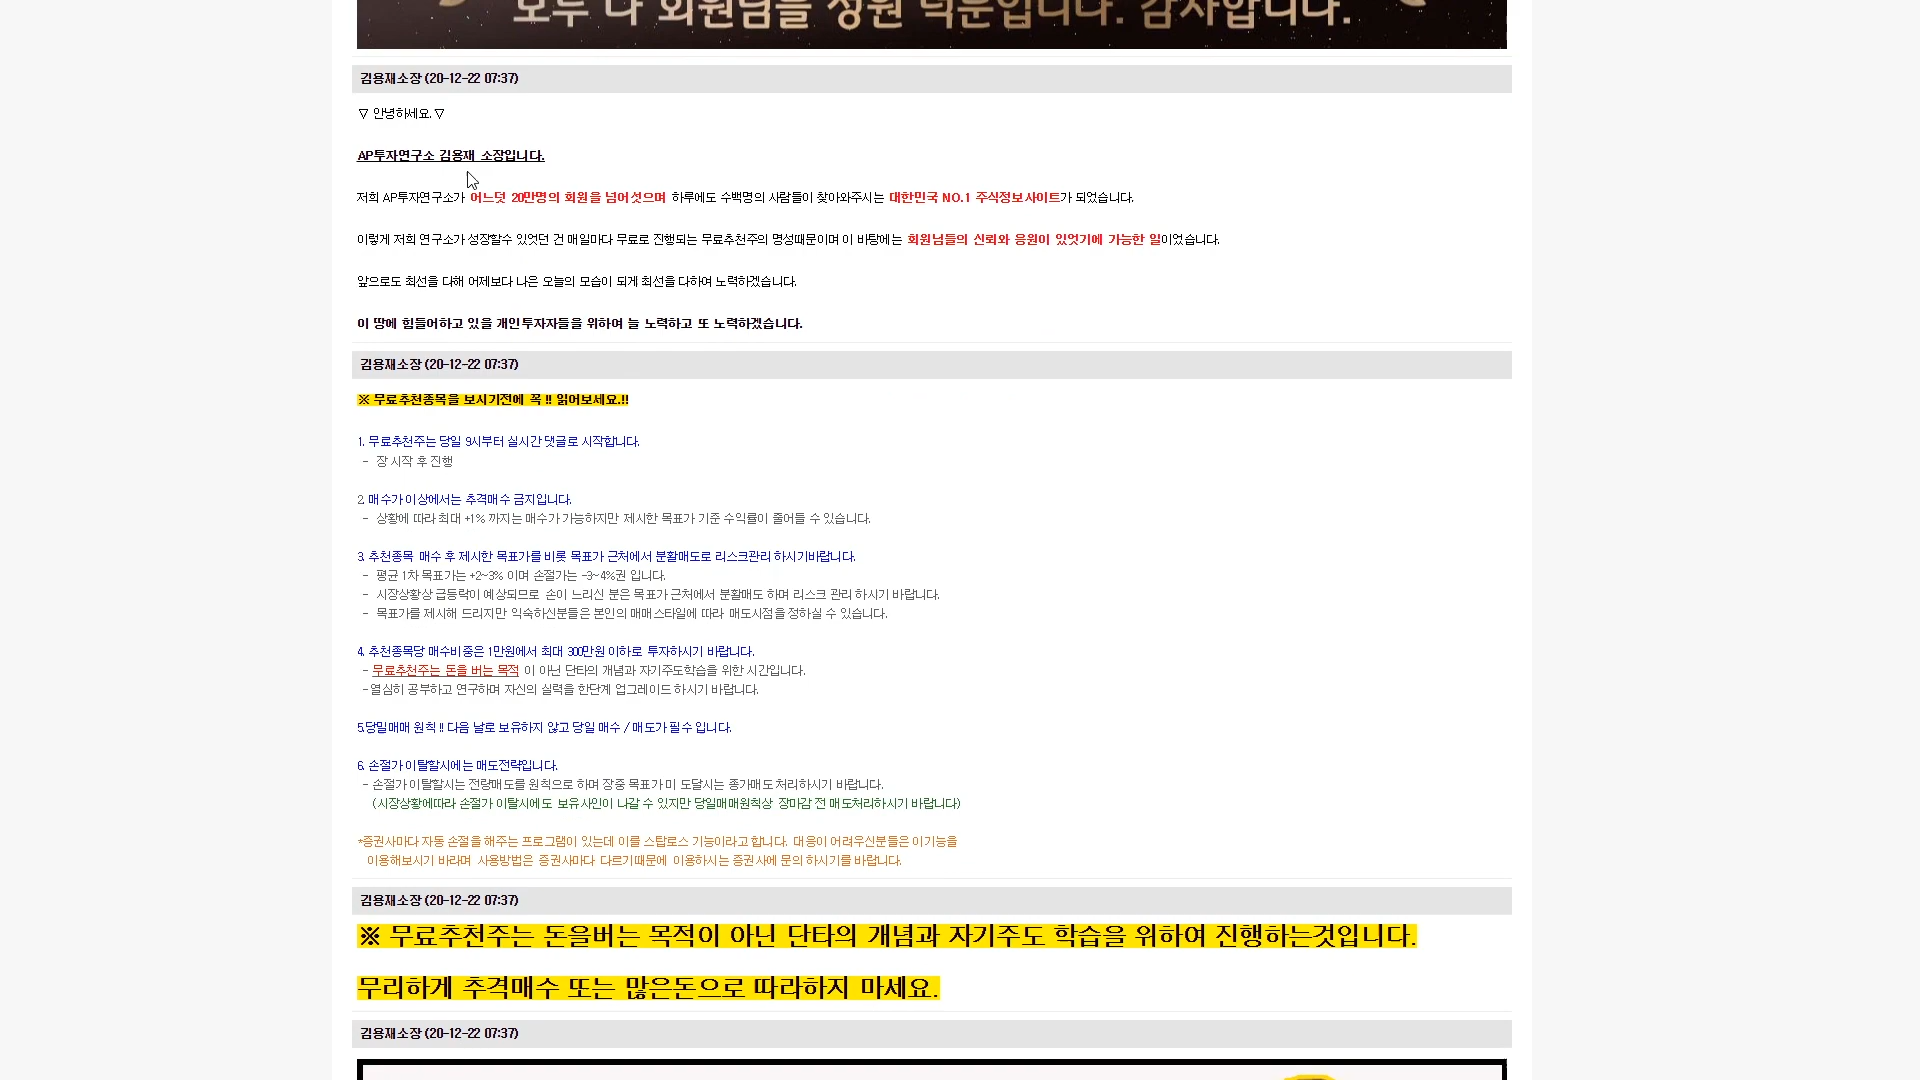 모두 다 회원님들 성원 덕분입니다. 감사합니다.
김용재소장 (20-12-22 07:37)
▽ 안녕하세요. ▽
AP투자연구소 김용재 소장입니다.
저희 AP투자연구소가 어느덧 20만명의 회원을 넘어섯으며 하루에도 수백명의 사람들이 찾아와주시는 대한민국 NO.1 주식정보사이트가 되었습니다.
이렇게 저희 연구소가 성장할수 있엇던 건 매일마다 무료로 진행되는 무료추천주의 명성때문이며 이 바탕에는 회원님들의 신뢰와 응원이 있엇기에 가능한 일이었습니다.
앞으로도 최선을 다해 어제보다 나은 오늘의 모습이 되게 최선을 다하여 노력하겠습니다.
이 땅에 힘들어하고 있을 개인투자자들을 위하여 늘 노력하고 또 노력하겠습니다.
김용재소장 (20-12-22 07:37)
※ 무료추천종목을 보시기전에 꼭 !! 읽어보세요.!!
1. 무료추천주는 당일 9시부터 실시간 댓글로 시작합니다.
- 장 시작 후 진행
2. 매수가 이상에서는 추격매수 금지입니다.
- 상황에 따라 최대 +1% 까지는 매수가 가능하지만 제시한 목표가 기준 수익률이 줄어들 수 있습니다.
3. 추천종목 매수 후 제시한 목표가를 비롯 목표가 근처에서 분활매도로 리스크관리 하시기바랍니다.
- 평균 1차 목표가는 +2~3% 이며 손절가는 -3~4%권 입니다.
- 시장상황상 급등락이 예상되므로 손이 느리신 분은 목표가 근처에서 분활매도 하며 리스크 관리 하시기 바랍니다.
- 목표가를 제시해 드리지만 익숙하신분들은 본인의 매매스타일에 따라 매도시점을 정하실 수 있습니다.
4. 추천종목당 매수비중은 1만원에서 최대 300만원 이하로 투자하시기 바랍니다.
- 무료추천주는 돈을 버는 목적 이 아닌 단타의 개념과 자기주도학습을 위한 시간입니다.
- 열심히 공부하고 연구하며 자신의 실력을 한단계 업그레이드 하시기 바랍니다.
5.당일매매 원칙 !! 다음 날로 보유하지 않고 당일 매수 / 매도가 필수 입니다.
6. 손절가 이탈할시에는 매도전략입니다.
- 손절가 이탈할시는 전량매도를 원칙으로 하며 장중 목표가 미 도달시는 종가매도 처리하시기 바랍니다.
(시장상황에따라 손절가 이탈시에도 보유사인이 나갈 수 있지만 당일매매원칙상 장마감 전 매도처리하시기 바랍니다)
*증권사마다 자동 손절을 해주는 프로그램이 있는데 이를 스탑로스 기능이라고 합니다. 대응이 어려우신분들은 이기능을
이용해보시기 바라며 사용방법은 증권사마다 다르기때문에 이용하시는 증권사에 문의 하시기를 바랍니다.
김용재소장 (20-12-22 07:37)
※ 무료추천주는 돈을버는 목적이 아닌 단타의 개념과 자기주도 학습을 위하여 진행하는것입니다.
무리하게 추격매수 또는 많은돈으로 따라하지 마세요.
김용재소장 (20-12-22 07:37)